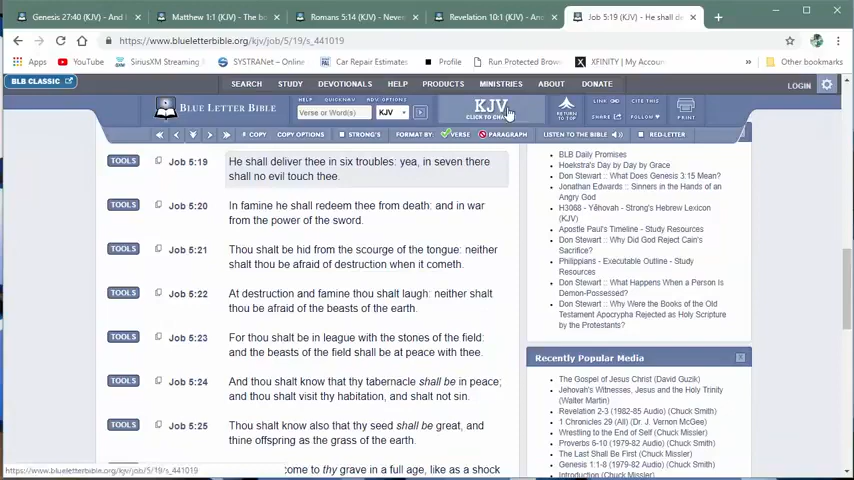 Genesis 27:40 (KJV) - And
Matthew 1:1 (KJV) - The bo
Romans 5:14 (KJV) - Never
Revelation 10:1 (KJV) - An
Job 5:19 (KJV) - He shall de
https://www.blueletterbible.org/kjv/job/5/19/s_441019
Apps
YouTube
SiriusXM Streaming
SYSTRANet - Online
Car Repair Estimates
Profile
Run Protected Brows
XFINITY | My Accou
Other bookmarks
BLB CLASSIC
SEARCH STUDY DEVOTIONALS HELP PRODUCTS MINISTRIES ABOUT DONATE
LOGIN
BLUE LETTER BIBLE
HELP QUICKNAV ADV OPTIONS
Verse or Word(s)
KJV
KJV
CLICK TO CHA
RETURN TO TOP
LINK
CITE THIS
SHARE
FOLLOW
PRINT
COPY COPY OPTIONS STRONG'S FORMAT BY: VERSE PARAGRAPH LISTEN TO THE BIBLE RED-LETTER
TOOLS Job 5:19 He shall deliver thee in six troubles: yea, in seven there
shall no evil touch thee.
TOOLS Job 5:20 In famine he shall redeem thee from death: and in war
from the power of the sword.
TOOLS Job 5:21 Thou shalt be hid from the scourge of the tongue: neither
shalt thou be afraid of destruction when it cometh.
TOOLS Job 5:22 At destruction and famine thou shalt laugh: neither shalt
thou be afraid of the beasts of the earth.
TOOLS Job 5:23 For thou shalt be in league with the stones of the field:
and the beasts of the field shall be at peace with thee.
TOOLS Job 5:24 And thou shalt know that thy tabernacle shall be in peace;
and thou shalt visit thy habitation, and shalt not sin.
TOOLS Job 5:25 Thou shalt know also that thy seed shall be great, and
thine offspring as the grass of the earth.
come to thy grave in a full age, like as a shock
BLB Daily Promises
Hoekstra's Day by Day by Grace
Don Stewart :: What Does Genesis 3:15 Mean?
Jonathan Edwards :: Sinners in the Hands of an
Angry God
H3068 - Yĕhovah - Strong's Hebrew Lexicon
(KJV)
Apostle Paul's Timeline - Study Resources
Don Stewart :: Why Did God Reject Cain's
Sacrifice?
Philippians - Executable Outline - Study
Resources
Don Stewart :: What Happens When a Person Is
Demon-Possessed?
Don Stewart :: Why Were the Books of the Old
Testament Apocrypha Rejected as Holy Scripture
by the Protestants?
Recently Popular Media
The Gospel of Jesus Christ (David Guzik)
Jehovah's Witnesses, Jesus and the Holy Trinity
(Walter Martin)
Revelation 2-3 (1982-85 Audio) (Chuck Smith)
1 Chronicles 29 (All) (Dr. J. Vernon McGee)
Wrestling to the End of Self (Chuck Missler)
Proverbs 6-10 (1979-82 Audio) (Chuck Smith)
The Last Shall Be First (Chuck Missler)
Genesis 1:1-8 (1979-82 Audio) (Chuck Smith)
Introduction (Chuck Missler)
https://www.blueletterbible.org/kjv/job/5/19/s_441019